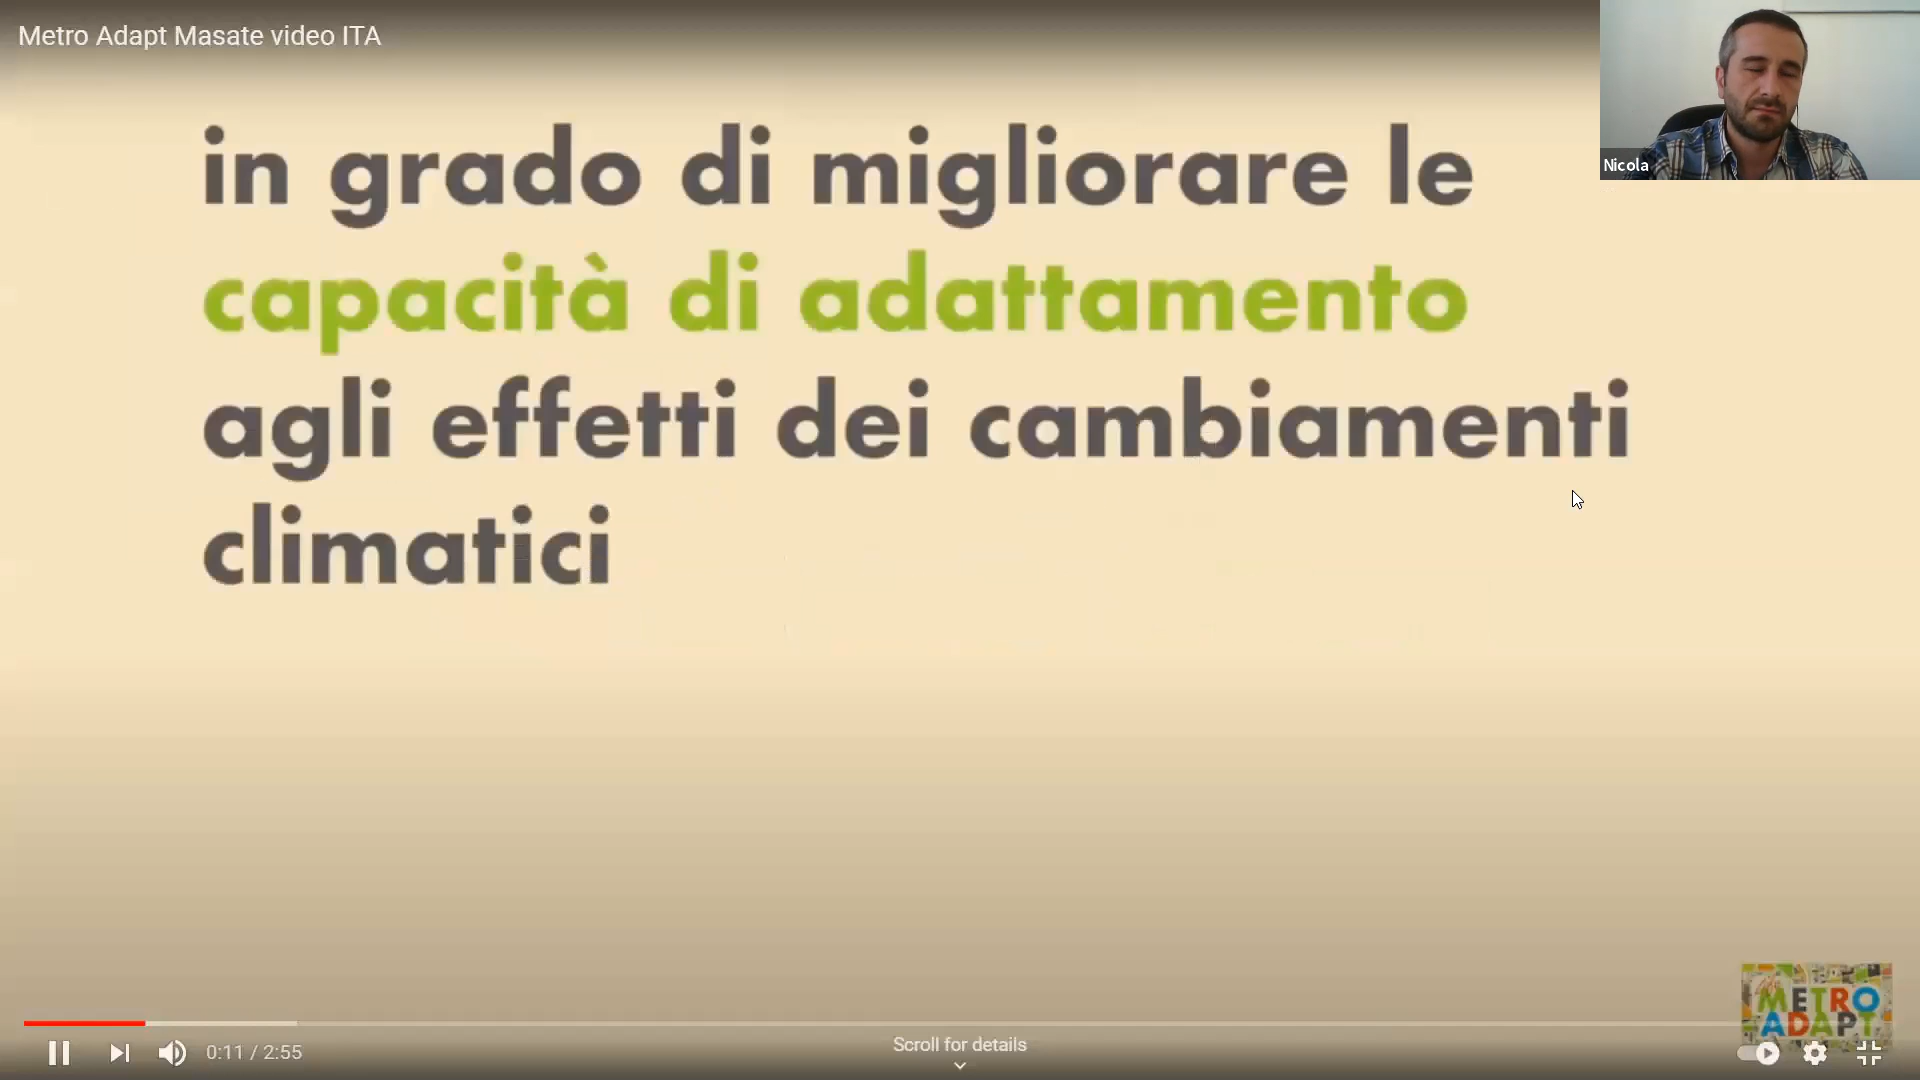 Metro Adapt Masate video ITA
Nicola
in grado di migliorare le
capacità di adattamento
agli effetti dei cambiamenti
climatici
METRO
ADAPT
0:11 / 2:55
Scroll for details